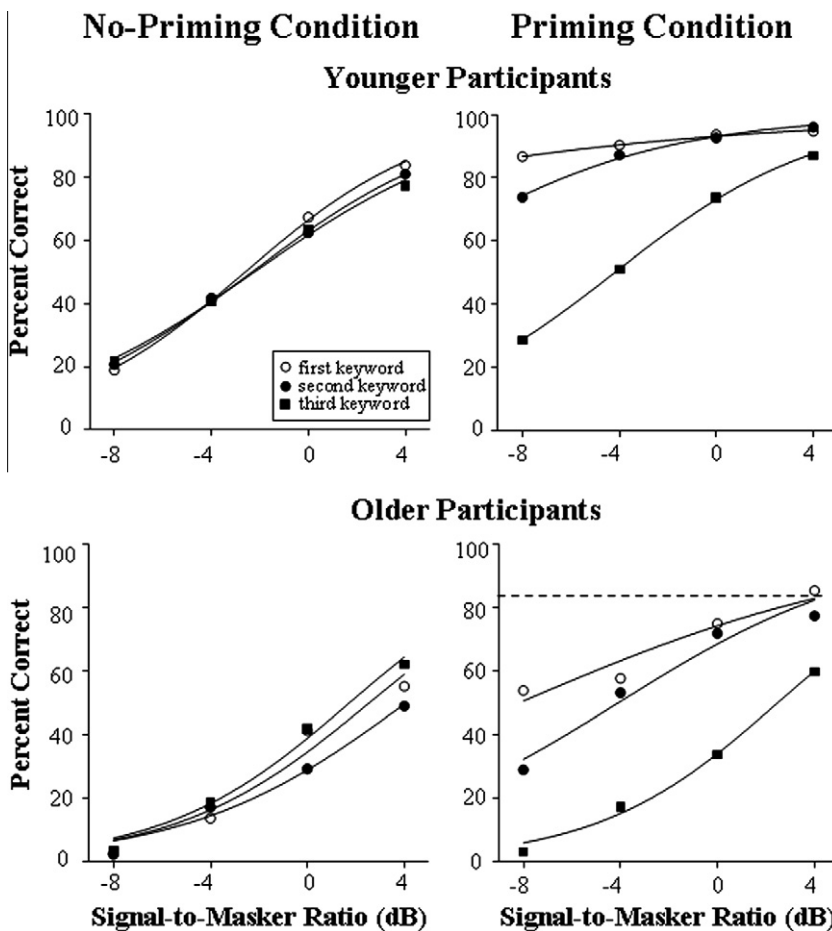 No-Priming Condition Priming Condition
Younger Participants
Percent Correct
100
80
60
40
20
0
-8 -4 0 4
first keyword
second keyword
third keyword
100
80
60
40
20
0
-8 -4 0 4
Older Participants
Percent Correct
100
80
60
40
20
0
-8 -4 0 4
Signal-to-Masker Ratio (dB)
100
80
60
40
20
0
-8 -4 0 4
Signal-to-Masker Ratio (dB)